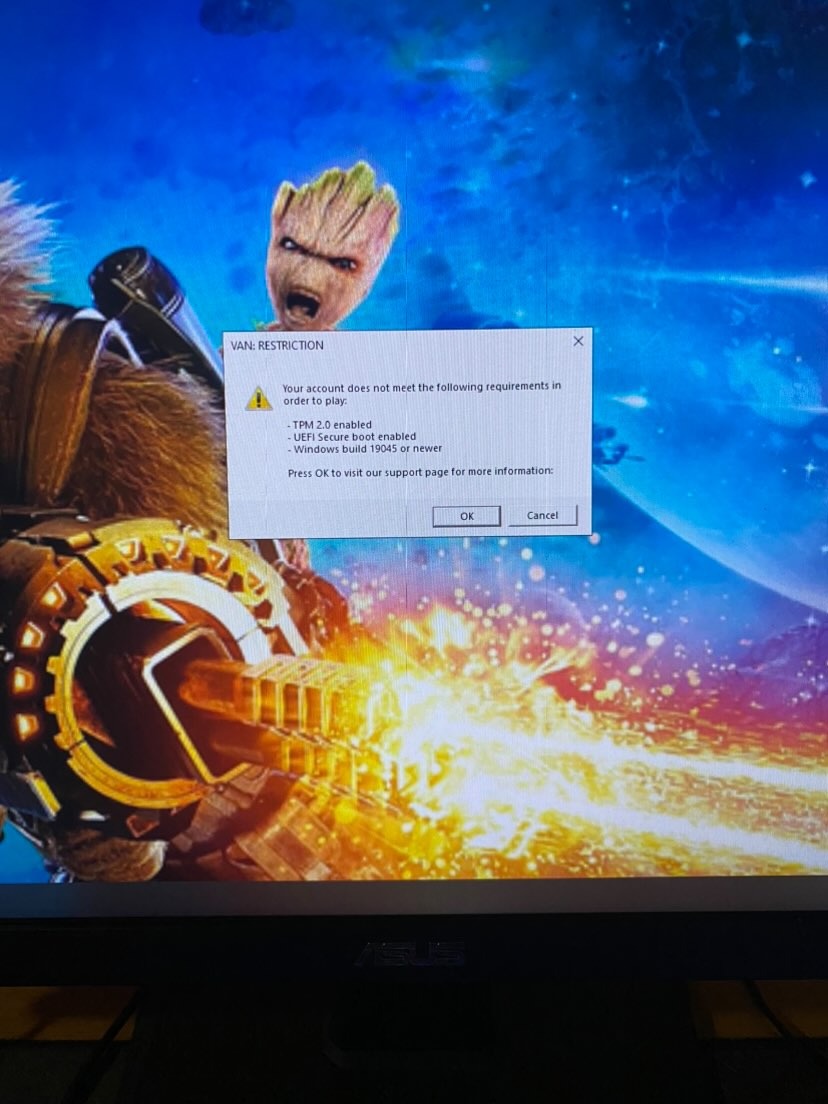 VAN: RESTRICTION
Your account does not meet the following requirements in
order to play:
- TPM 2.0 enabled
- UEFI Secure boot enabled
- Windows build 19045 or newer
Press OK to visit our support page for more information:
OK
Cancel
ASUS